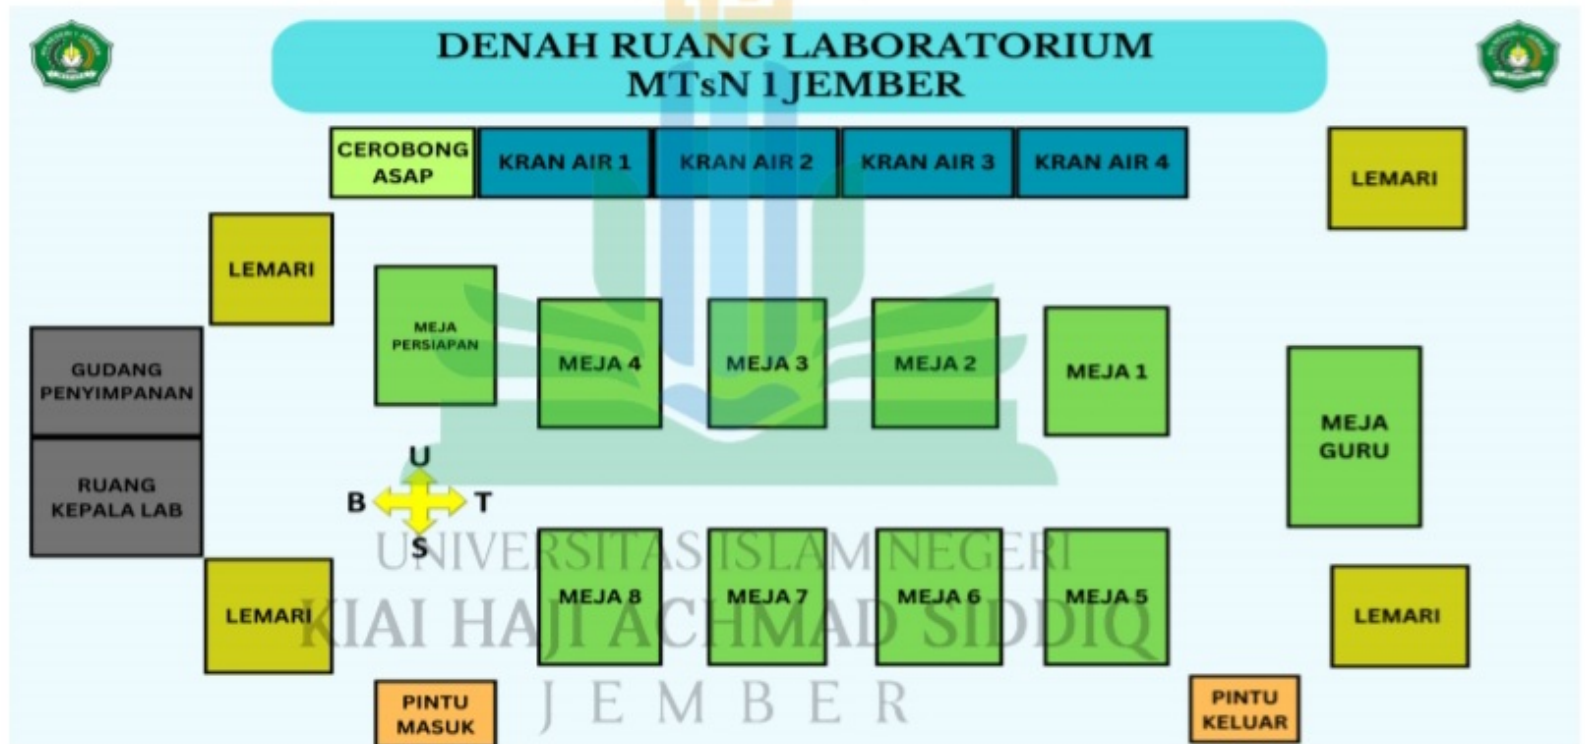 DENAH RUANG LABORATORIUM
MTsN 1 JEMBER
CEROBONG
ASAP
KRAN AIR 1
KRAN AIR 2
KRAN AIR 3
KRAN AIR 4
LEMARI
LEMARI
MEJA
PERSIAPAN
MEJA 4
MEJA 3
MEJA 2
MEJA 1
GUDANG
PENYIMPANAN
MEJA
GURU
RUANG
KEPALA LAB
U
B
T
S
UNIVERSITAS ISLAM NEGERI
MEJA 8
MEJA 7
MEJA 6
MEJA 5
LEMARI
LEMARI
KIAI HAJI ACHMAD SIDDIQ
PINTU
MASUK
JEMBER
PINTU
KELUAR